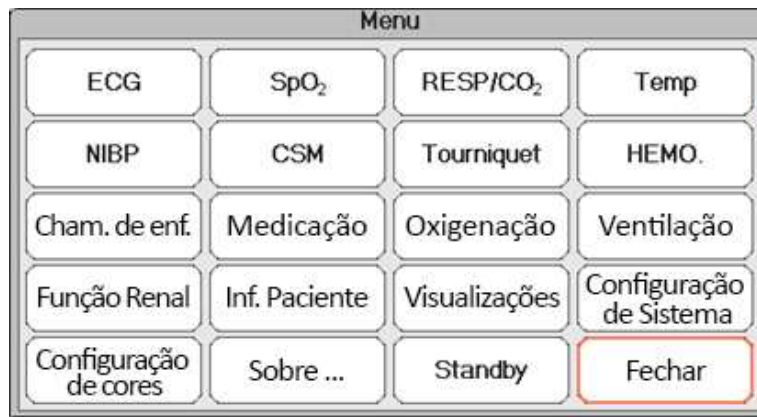 Menu
ECG SpO₂ RESP/CO₂ Temp
NIBP CSM Tourniquet HEMO.
Cham. de enf. Medicação Oxigenação Ventilação
Função Renal Inf. Paciente Visualizações Configuração
de Sistema
Configuração
de cores Sobre ... Standby Fechar